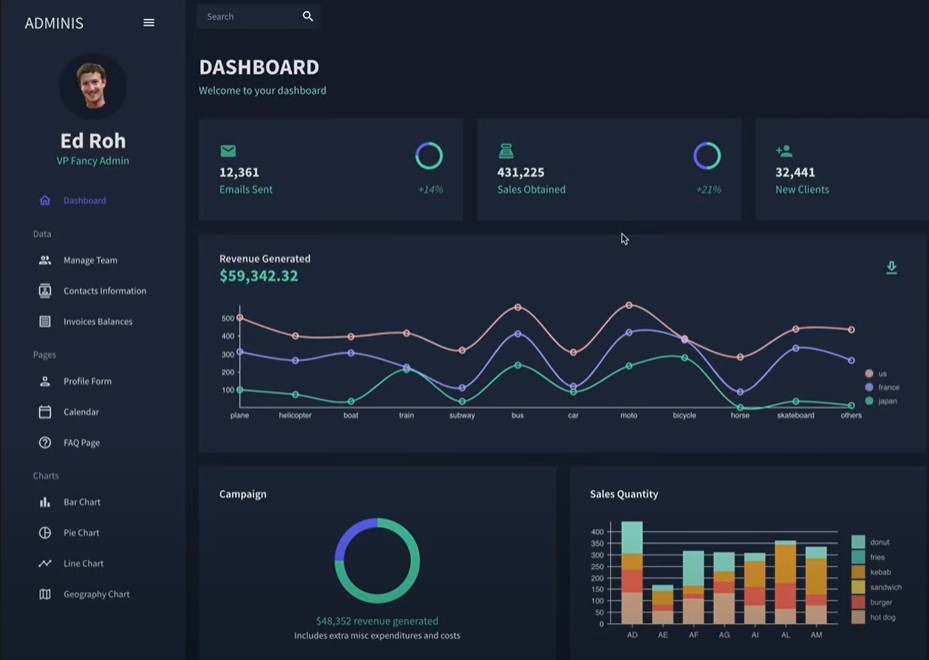 ADMINIS
Search
Ed Roh
VP Fancy Admin
Dashboard
Data
Manage Team
Contacts Information
Invoices Balances
Pages
Profile Form
Calendar
FAQ Page
Charts
Bar Chart
Pie Chart
Line Chart
Geography Chart
DASHBOARD
Welcome to your dashboard
12,361
Emails Sent
+14%
431,225
Sales Obtained
+21%
32,441
New Clients
Revenue Generated
$59,342.32
500
400
300
200
100
plane helicopter boat train subway bus car moto bicycle horse skateboard others
us
france
japan
Campaign
$48,352 revenue generated
Includes extra misc expenditures and costs
Sales Quantity
400
350
300
250
200
150
100
50
0
AD AE AF AG AI AL AM
donut
fries
kebab
sandwich
burger
hot dog